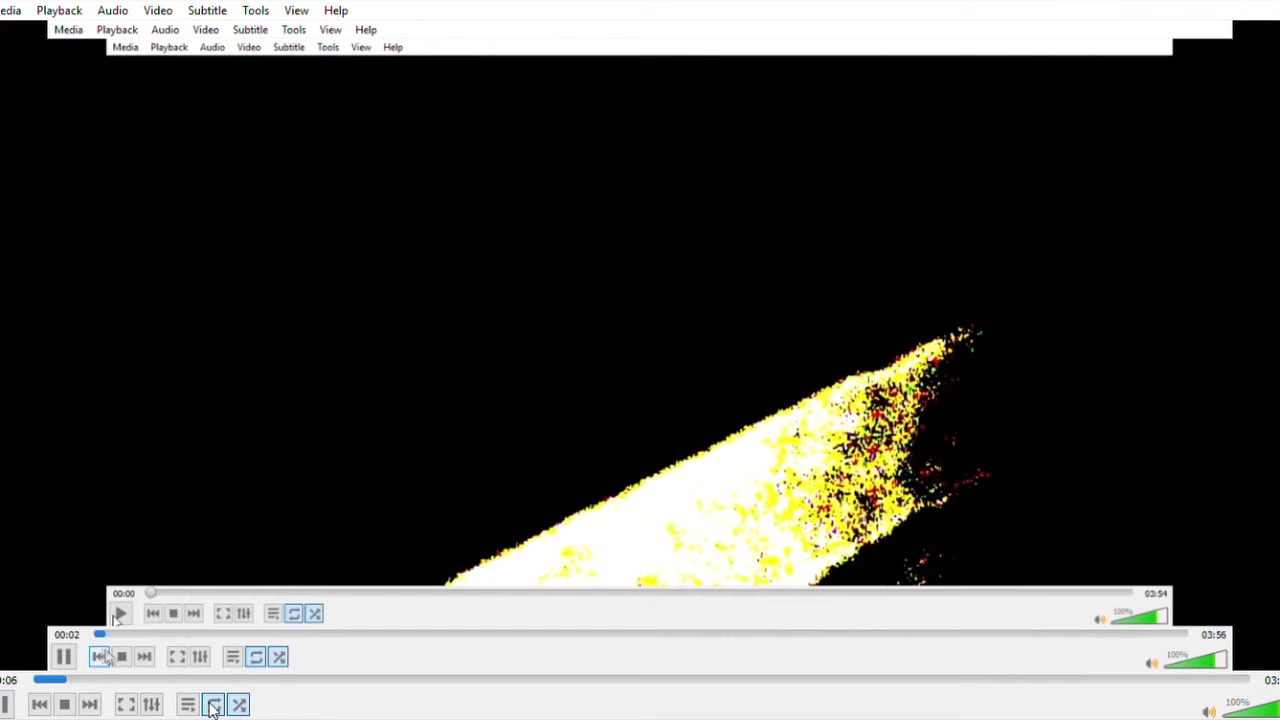 edia Playback Audio Video Subtitle Tools View Help
Media Playback Audio Video Subtitle Tools View Help
Media Playback Audio Video Subtitle Tools View Help
00:00 03:54
100%
00:02 03:56
100%
0:06 03:
100%